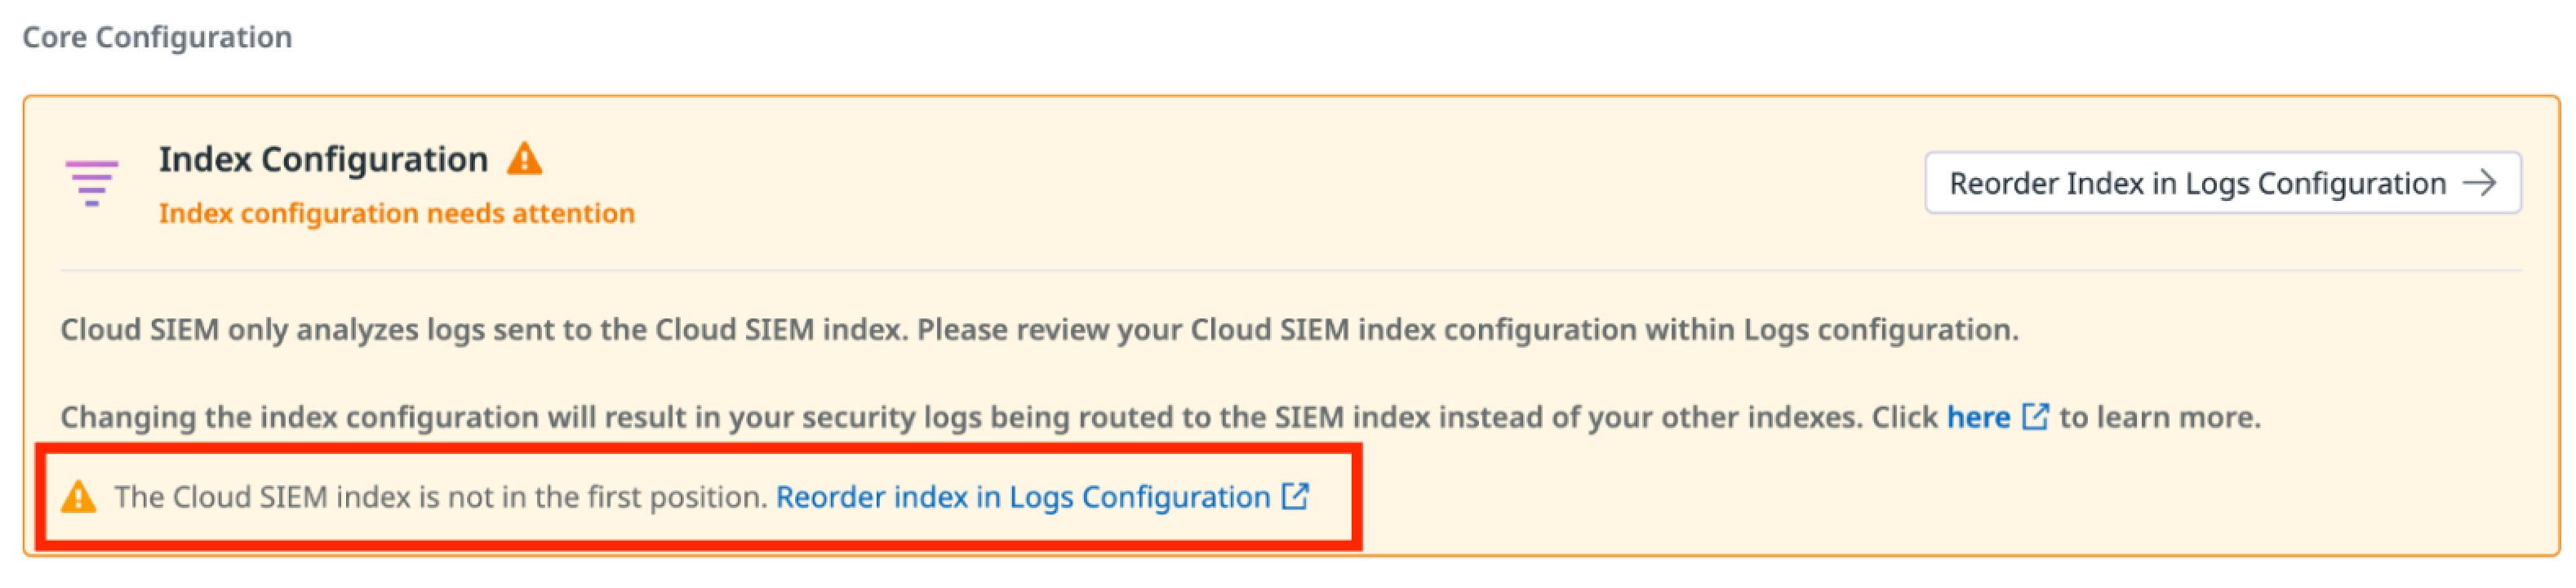 Core Configuration
Index Configuration
Reorder Index in Logs Configuration
Index configuration needs attention
Cloud SIEM only analyzes logs sent to the Cloud SIEM index. Please review your Cloud SIEM index configuration within Logs configuration.
Changing the index configuration will result in your security logs being routed to the SIEM index instead of your other indexes. Click here to learn more.
The Cloud SIEM index is not in the first position. Reorder index in Logs Configuration